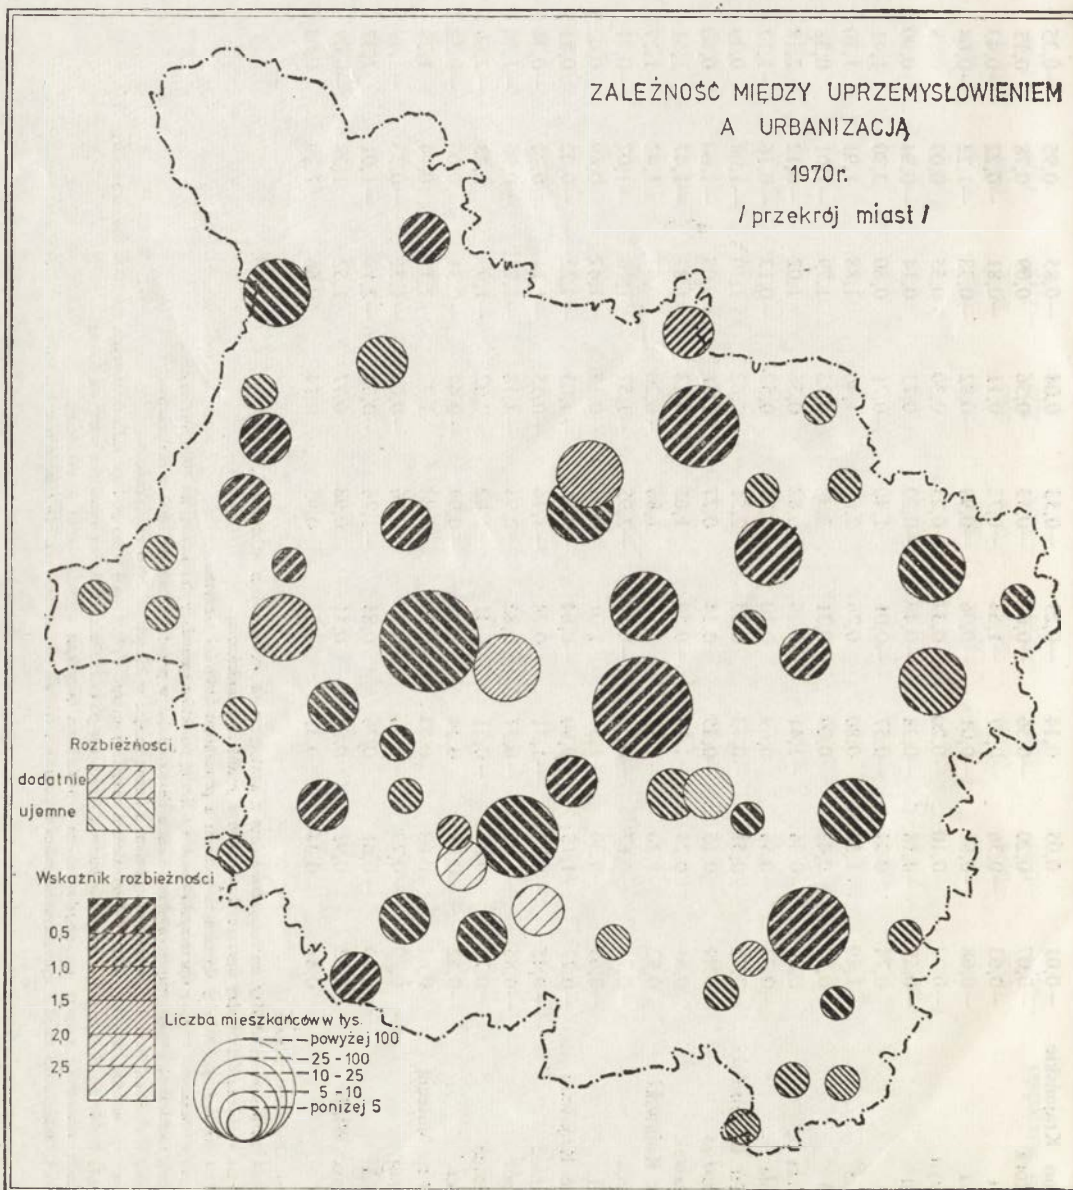 ZALEŻNOŚĆ MIĘDZY UPRZEMYSŁOWIENIEM
A URBANIZACJĄ
1970r.
/przekrój miast/
Rozbieżności.
dodatnie
ujemne
Wskaźnik rozbieżności
0,5
1,0
1,5
2,0
2,5
Liczba mieszkańców w tys.
powyżej 100
25-100
10-25
5-10
poniżej 5